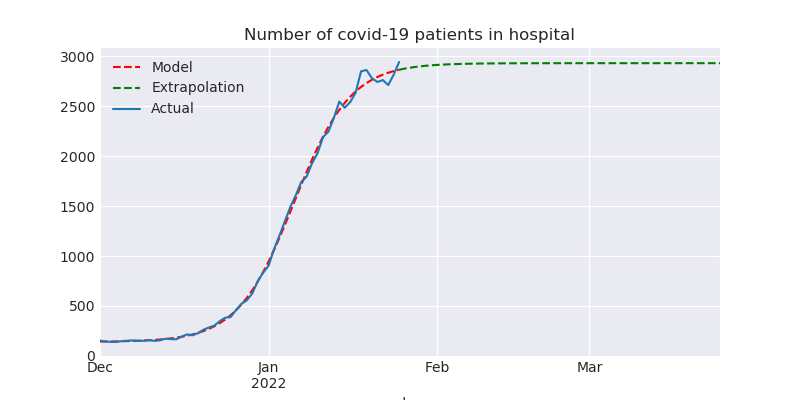 Number of covid-19 patients in hospital
3000
2500
2000
1500
1000
500
0
Model
Extrapolation
Actual
Dec
Jan
2022
Feb
Mar